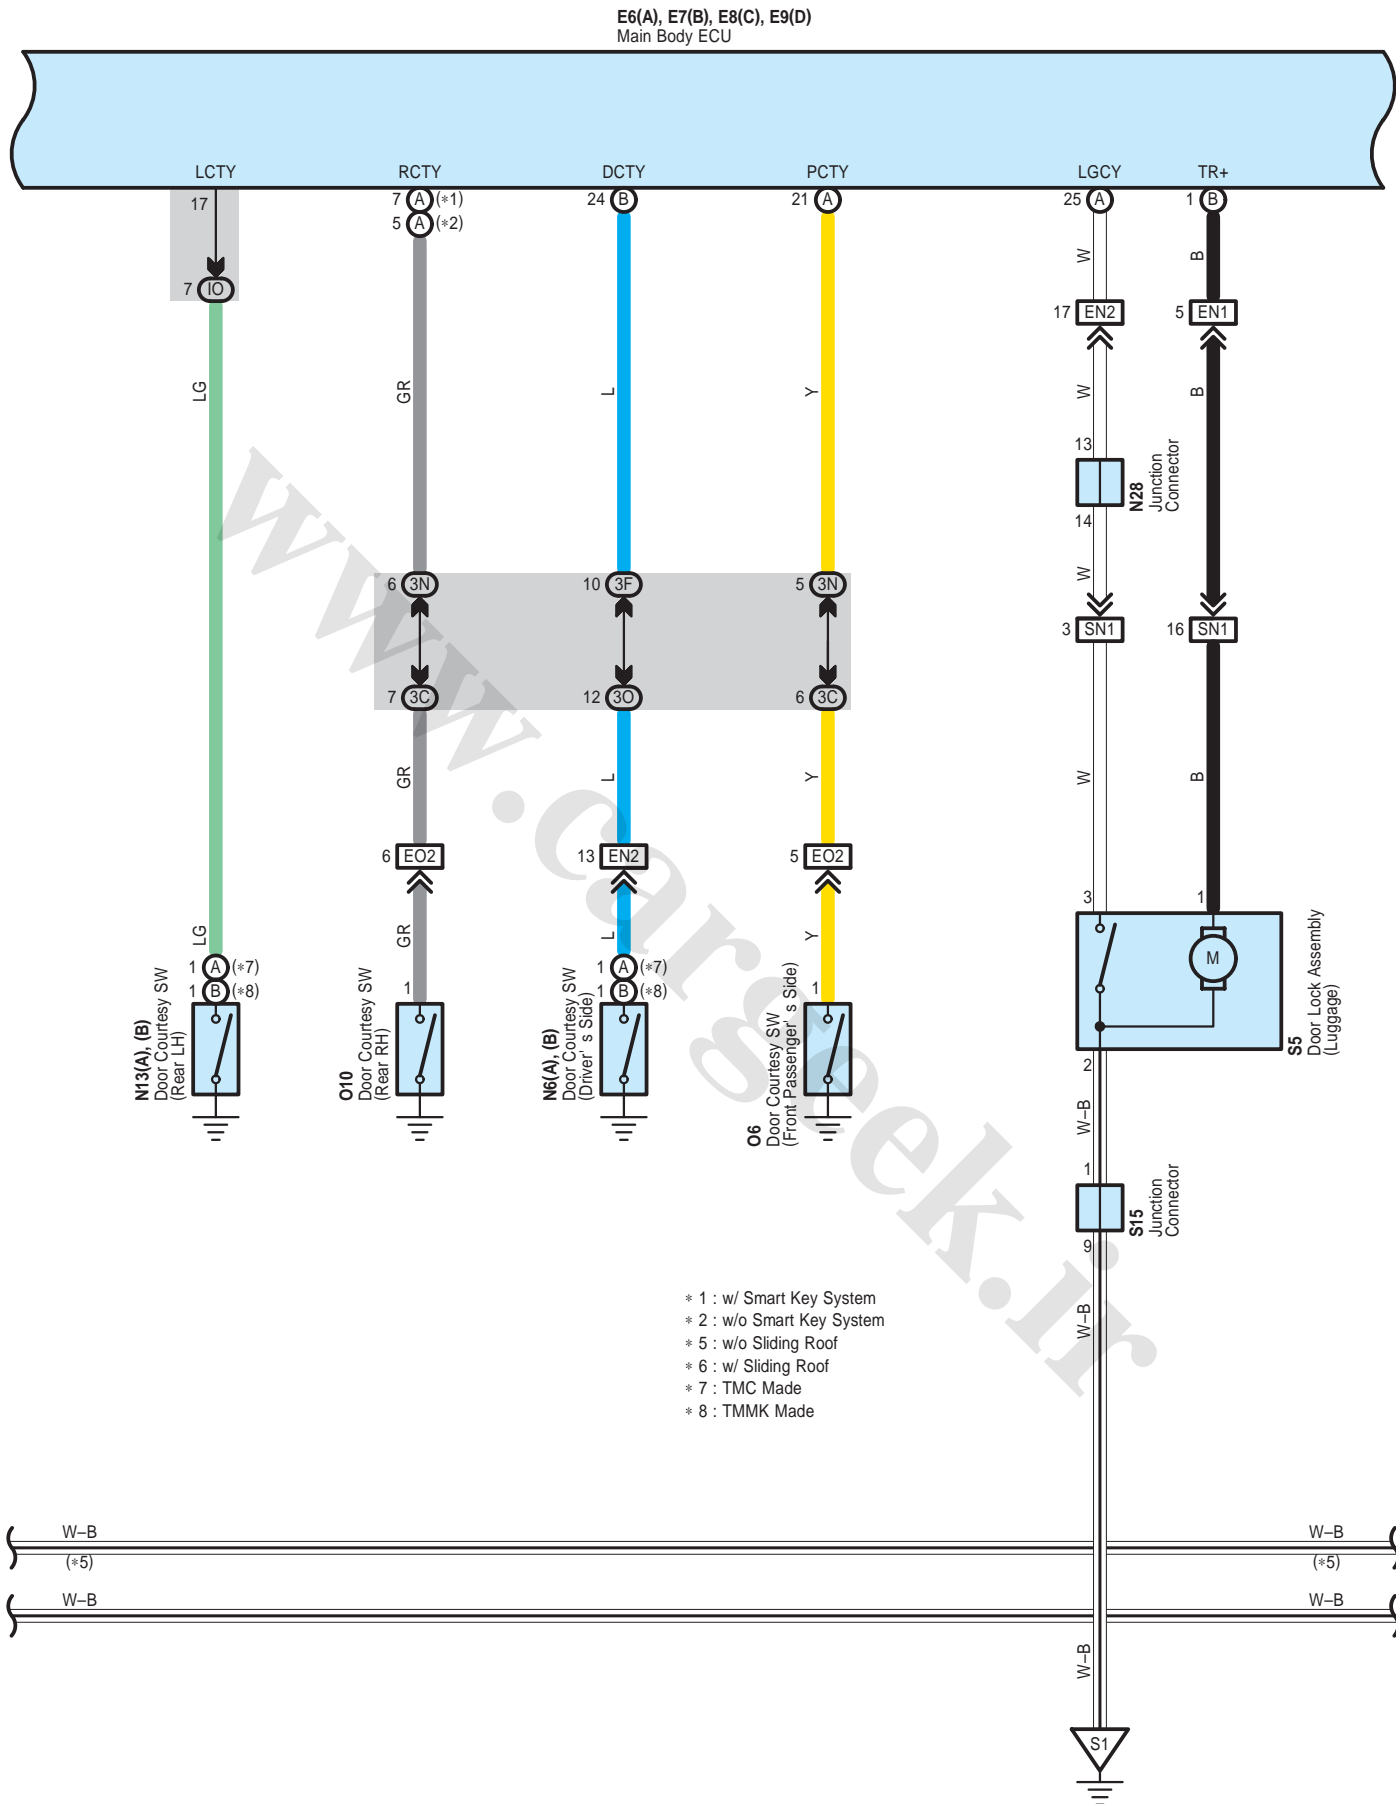 E6(A), E7(B), E8(C), E9(D)
Main Body ECU
LCTY RCTY DCTY PCTY LGCY TR+
17 7 A (*1) 24 B 21 A 25 A 1 B
5 A (*2)
W B
7 IO
17 EN2 5 EN1
LG GR L Y W B
13
N28
Junction
Connector
14
W
6 3N 10 3F 5 3N
3 SN1 16 SN1
7 3C 12 3O 6 3C
GR L Y W B
6 EO2 13 EN2 5 EO2
3 1
LG GR L Y
1 A (*7) 1 A (*7)
1 B (*8) 1 1 B (*8) 1
M
N13(A), (B)
Door Courtesy SW
(Rear LH)
O10
Door Courtesy SW
(Rear RH)
N6(A), (B)
Door Courtesy SW
(Driver' s Side)
O6
Door Courtesy SW
(Front Passenger' s Side)
S5
Door Lock Assembly
(Luggage)
2
W–B
1
S15
Junction
Connector
9
W–B
* 1 : w/ Smart Key System
* 2 : w/o Smart Key System
* 5 : w/o Sliding Roof
* 6 : w/ Sliding Roof
* 7 : TMC Made
* 8 : TMMK Made
W–B W–B
(*5) (*5)
W–B W–B
W–B
S1
www.cargeek.ir